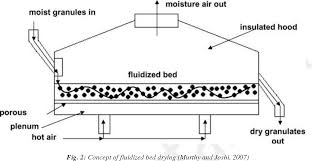 moist granules in
moisture air out
insulated hood
fluidized bed
porous
plenum
hot air
dry granulates
out
Fig. 2: Concept of fluidized bed drying (Murthy and Joshi, 2007)